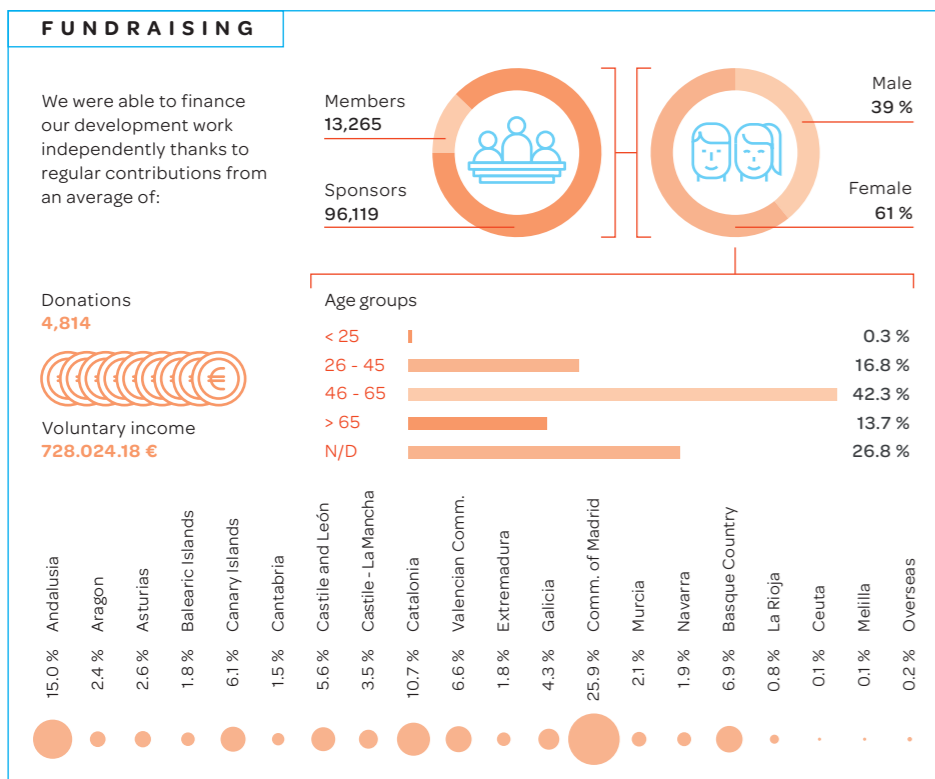 FUNDRAISING
We were able to finance
our development work
independently thanks to
regular contributions from
an average of:
Members
13,265
Sponsors
96,119
Male
39 %
Female
61 %
Donations
4,814
€
Voluntary income
728.024.18 €
Age groups
< 25 0.3 %
26 - 45 16.8 %
46 - 65 42.3 %
> 65 13.7 %
N/D 26.8 %
15.0 % Andalusia
2.4 % Aragon
2.6 % Asturias
1.8 % Balearic Islands
6.1 % Canary Islands
1.5 % Cantabria
5.6 % Castile and León
3.5 % Castile - La Mancha
10.7 % Catalonia
6.6 % Valencian Comm.
1.8 % Extremadura
4.3 % Galicia
25.9 % Comm. of Madrid
2.1 % Murcia
1.9 % Navarra
6.9 % Basque Country
0.8 % La Rioja
0.1 % Ceuta
0.1 % Melilla
0.2 % Overseas